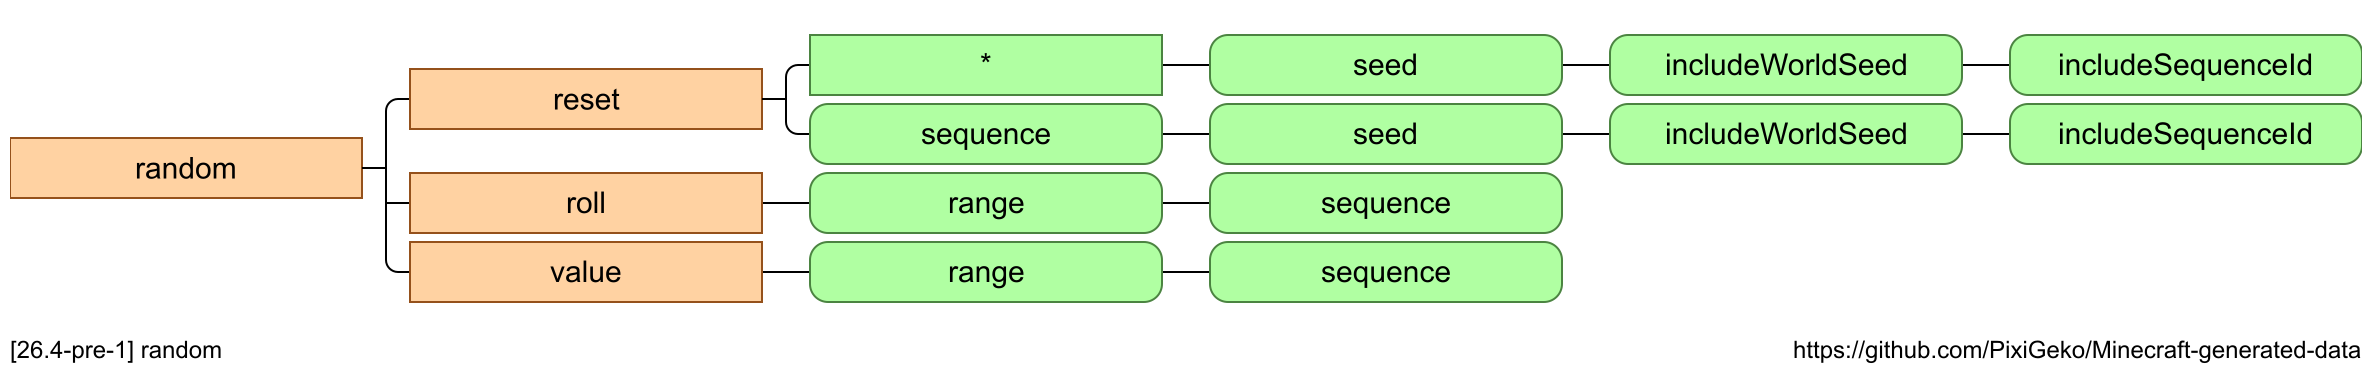 * seed includeWorldSeed includeSequenceId
reset
sequence seed includeWorldSeed includeSequenceId
random
roll range sequence
value range sequence
[26.4-pre-1] random https://github.com/PixiGeko/Minecraft-generated-data